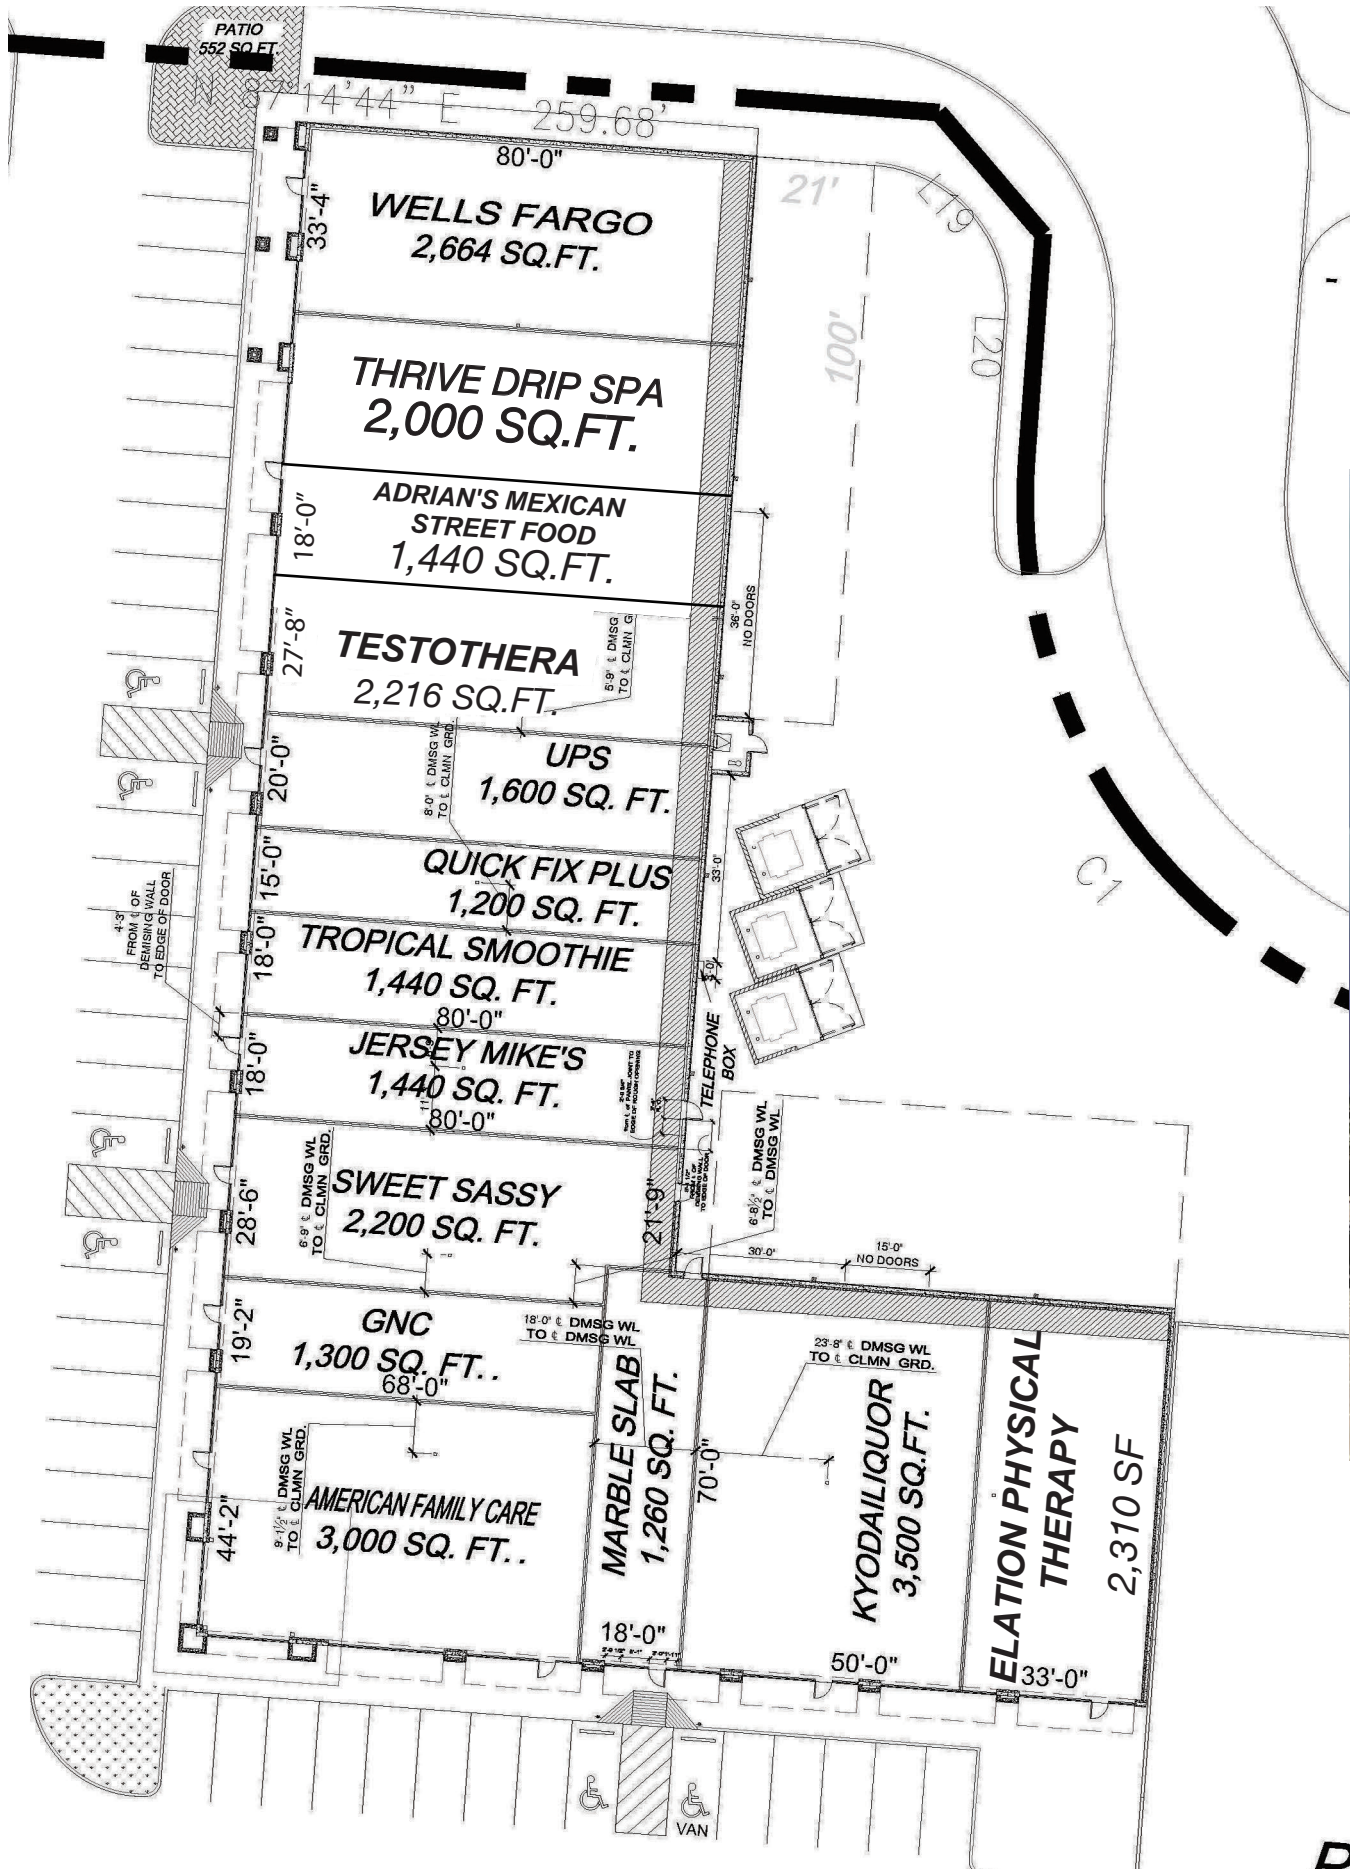 PATIO
552 SQ FT.
N 87°14'44" E 259.68'
80'-0"
33'-4"
WELLS FARGO
2,664 SQ.FT.
21'
L19
100'
L20
THRIVE DRIP SPA
2,000 SQ.FT.
18'-0"
ADRIAN'S MEXICAN
STREET FOOD
1,440 SQ.FT.
36'-0"
NO DOORS
27'-8"
TESTOTHERA
2,216 SQ.FT.
5'-9" ℄ DMSG
TO ℄ CLMN G
20'-0"
UPS
1,600 SQ. FT.
8'-0" ℄ DMSG WL
TO ℄ CLMN GRD.
15'-0"
QUICK FIX PLUS
1,200 SQ. FT.
33'-0"
C1
4'-3"
FROM ℄ OF
DEMISING WALL
TO EDGE OF DOOR
18'-0"
TROPICAL SMOOTHIE
1,440 SQ. FT.
80'-0"
TELEPHONE
BOX
18'-0"
JERSEY MIKE'S
1,440 SQ. FT.
80'-0"
28'-6"
SWEET SASSY
2,200 SQ. FT.
6'-9" ℄ DMSG WL
TO ℄ CLMN GRD.
21'-9"
6'-8½" ℄ DMSG WL
TO ℄ DMSG WL
30'-0"
15'-0"
NO DOORS
19'-2"
GNC
1,300 SQ. FT..
68'-0"
18'-0" ℄ DMSG WL
TO ℄ DMSG WL
23'-8" ℄ DMSG WL
TO ℄ CLMN GRD.
44'-2"
9'-1½" ℄ DMSG WL
TO ℄ CLMN GRD.
AMERICAN FAMILY CARE
3,000 SQ. FT..
MARBLE SLAB
1,260 SQ. FT.
18'-0"
70'-0"
KYODAILIQUOR
3,500 SQ.FT.
50'-0"
ELATION PHYSICAL
THERAPY
2,310 SF
33'-0"
VAN